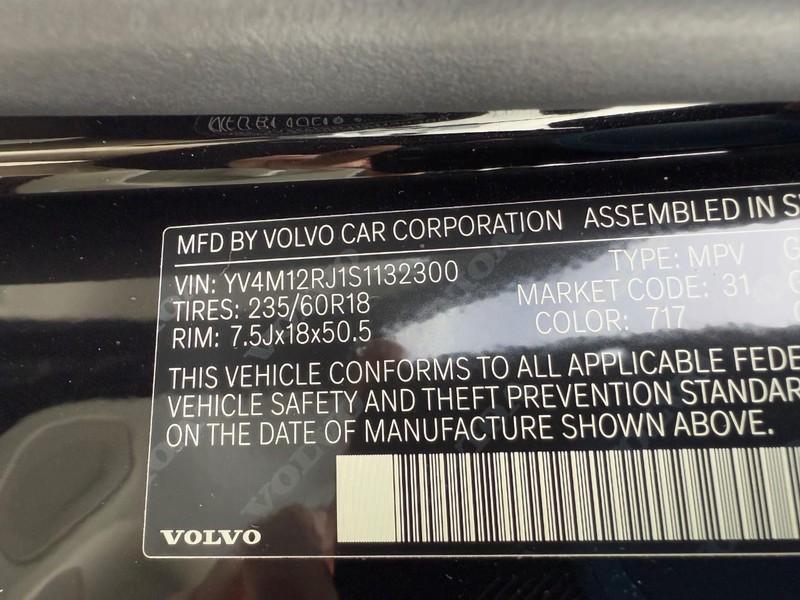 MFD BY VOLVO CAR CORPORATION ASSEMBLED IN
VIN: YV4M12RJ1S1132300 TYPE: MPV
TIRES: 235/60R18 MARKET CODE: 31
RIM: 7.5Jx18x50.5 COLOR: 717
THIS VEHICLE CONFORMS TO ALL APPLICABLE FEDE
VEHICLE SAFETY AND THEFT PREVENTION STANDAR
ON THE DATE OF MANUFACTURE SHOWN ABOVE.
VOLVO